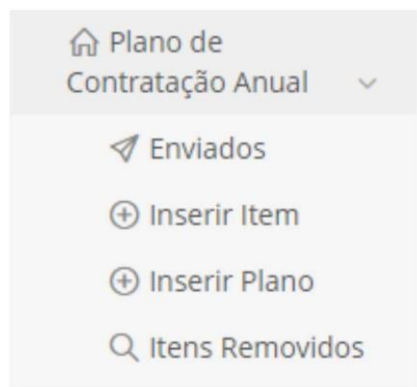 Plano de
Contratação Anual
Enviados
Inserir Item
Inserir Plano
Itens Removidos